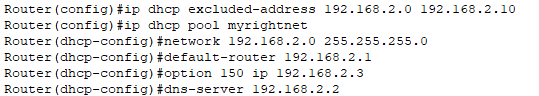 Router(config)#ip dhcp excluded-address 192.168.2.0 192.168.2.10
Router(config)#ip dhcp pool myrightnet
Router(dhcp-config)#network 192.168.2.0 255.255.255.0
Router(dhcp-config)#default-router 192.168.2.1
Router(dhcp-config)#option 150 ip 192.168.2.3
Router(dhcp-config)#dns-server 192.168.2.2